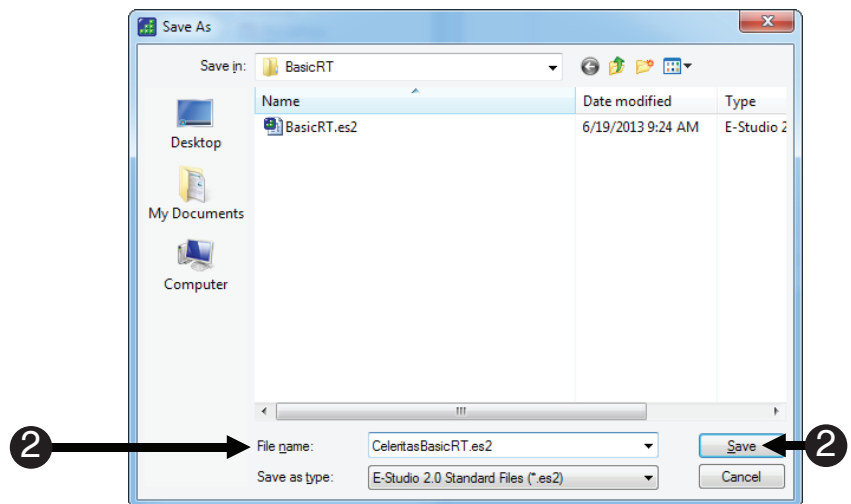 Save As
Save in: BasicRT
Name Date modified Type
BasicRT.es2 6/19/2013 9:24 AM E-Studio 2
Desktop
My Documents
Computer
2 File name: CeleritasBasicRT.es2 Save 2
Save as type: E-Studio 2.0 Standard Files (*.es2) Cancel